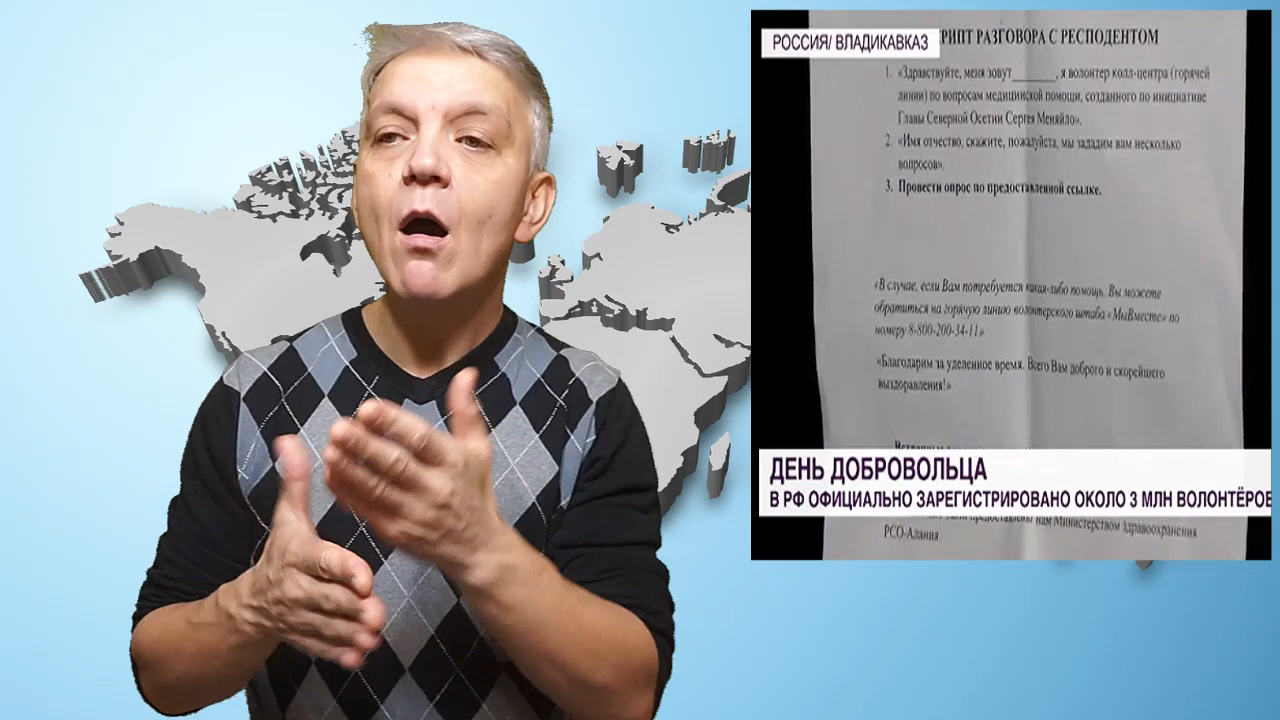 РОССИЯ/ ВЛАДИКАВКАЗ
РИПТ РАЗГОВОРА С РЕСПОДЕНТОМ
1. «Здравствуйте, меня зовут _______, я волонтер колл-центра (горячей
линии) по вопросам медицинской помощи, созданного по инициативе
Главы Северной Осетии Сергея Меняйло».
2. «Имя отчество, скажите, пожалуйста, мы зададим вам несколько
вопросов».
3. Провести опрос по предоставленной ссылке.
«В случае, если Вам потребуется какая-либо помощь, Вы можете
обратиться на горячую линию волонтерского штаба «МыВместе» по
номеру 8-800-200-34-11»
«Благодарим за уделенное время. Всего Вам доброго и скорейшего
выздоровления!»
ДЕНЬ ДОБРОВОЛЬЦА
В РФ ОФИЦИАЛЬНО ЗАРЕГИСТРИРОВАНО ОКОЛО 3 МЛН ВОЛОНТЁРОВ
предоставлены нам Министерством здравоохранения
РСО-Алания.